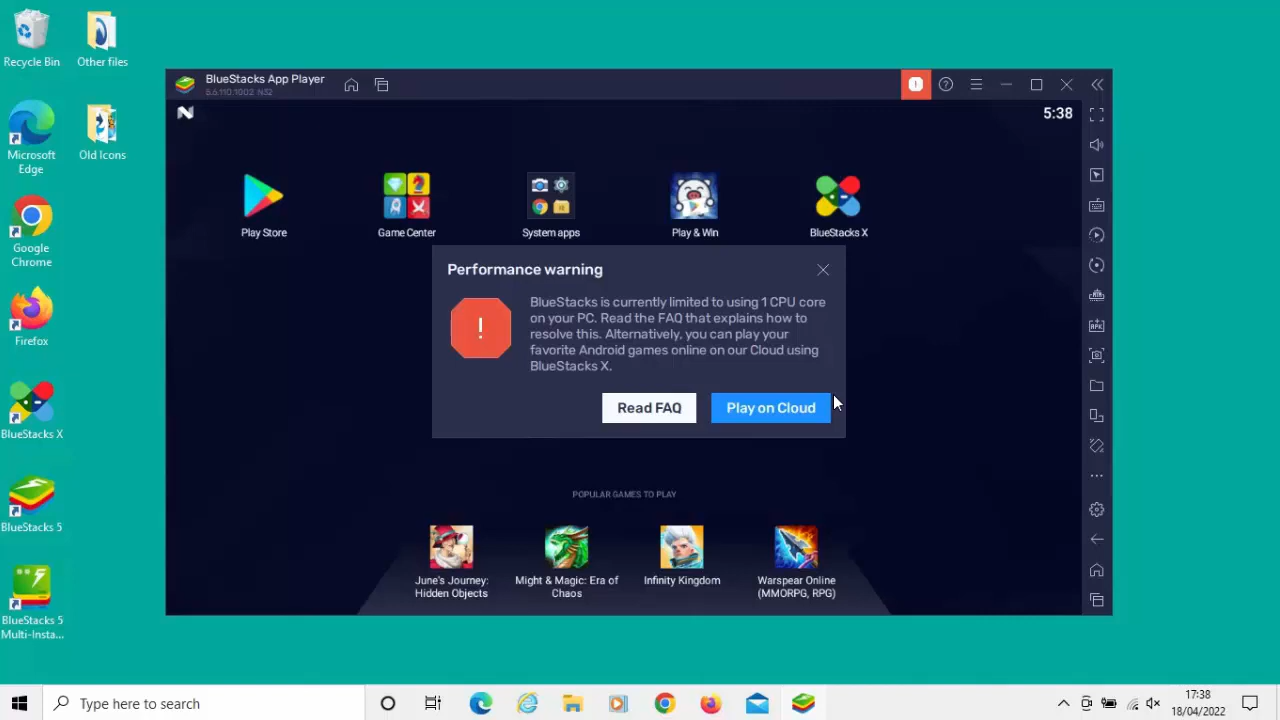 Recycle Bin
Other files
Microsoft
Edge
Old Icons
Google
Chrome
Firefox
BlueStacks X
BlueStacks 5
BlueStacks 5
Multi-Insta...
BlueStacks App Player
5.6.110.1002 N32
5:38
Play Store
Game Center
System apps
Play & Win
BlueStacks X
Performance warning
BlueStacks is currently limited to using 1 CPU core
on your PC. Read the FAQ that explains how to
resolve this. Alternatively, you can play your
favorite Android games online on our Cloud using
BlueStacks X.
Read FAQ
Play on Cloud
POPULAR GAMES TO PLAY
June's Journey:
Hidden Objects
Might & Magic: Era of
Chaos
Infinity Kingdom
Warspear Online
(MMORPG, RPG)
Type here to search
17:38
18/04/2022